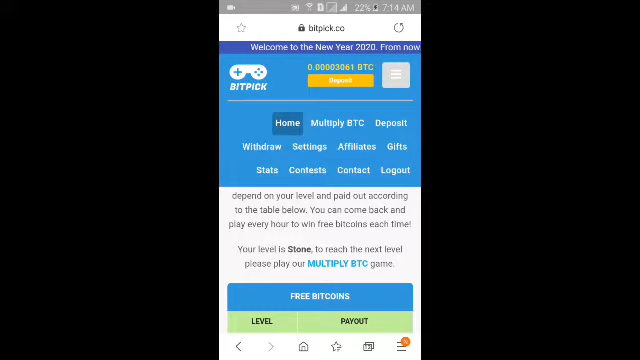 22% 7:14 AM
bitpick.co
Welcome to the New Year 2020. From now
0.00003061 BTC
BITPICK
Deposit
Home Multiply BTC Deposit
Withdraw Settings Affiliates Gifts
Stats Contests Contact Logout
depend on your level and paid out according
to the table below. You can come back and
play every hour to win free bitcoins each time!
Your level is Stone, to reach the next level
please play our MULTIPLY BTC game.
FREE BITCOINS
LEVEL PAYOUT